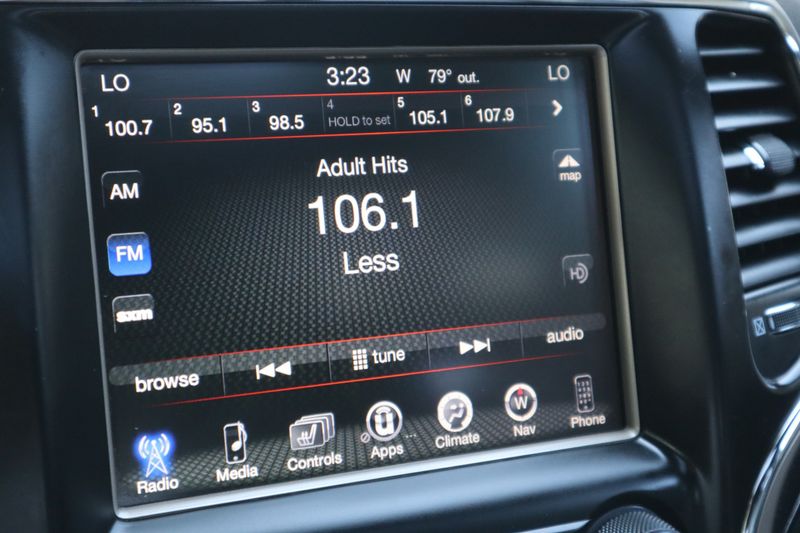 LO 3:23 W 79° out. LO
1 100.7 2 95.1 3 98.5 4 HOLD to set 5 105.1 6 107.9
Adult Hits
map
AM
106.1
FM
Less
HD
sxm
browse tune audio
Radio Media Controls Apps Climate W Nav Phone